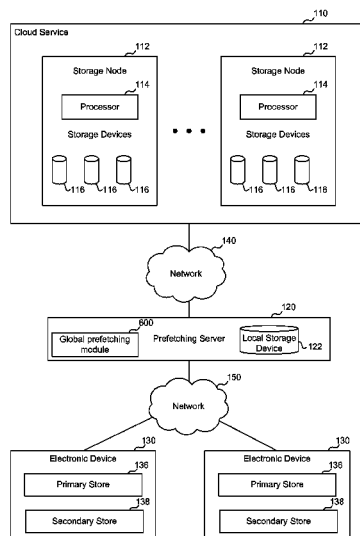 110
Cloud Service
112 112
Storage Node Storage Node
114 114
Processor Processor
Storage Devices Storage Devices
116 116 116 116 116 116
140
Network
120
600
Global prefetching module Prefetching Server Local Storage Device
122
150
Network
130 130
Electronic Device Electronic Device
136 136
Primary Store Primary Store
138 138
Secondary Store Secondary Store